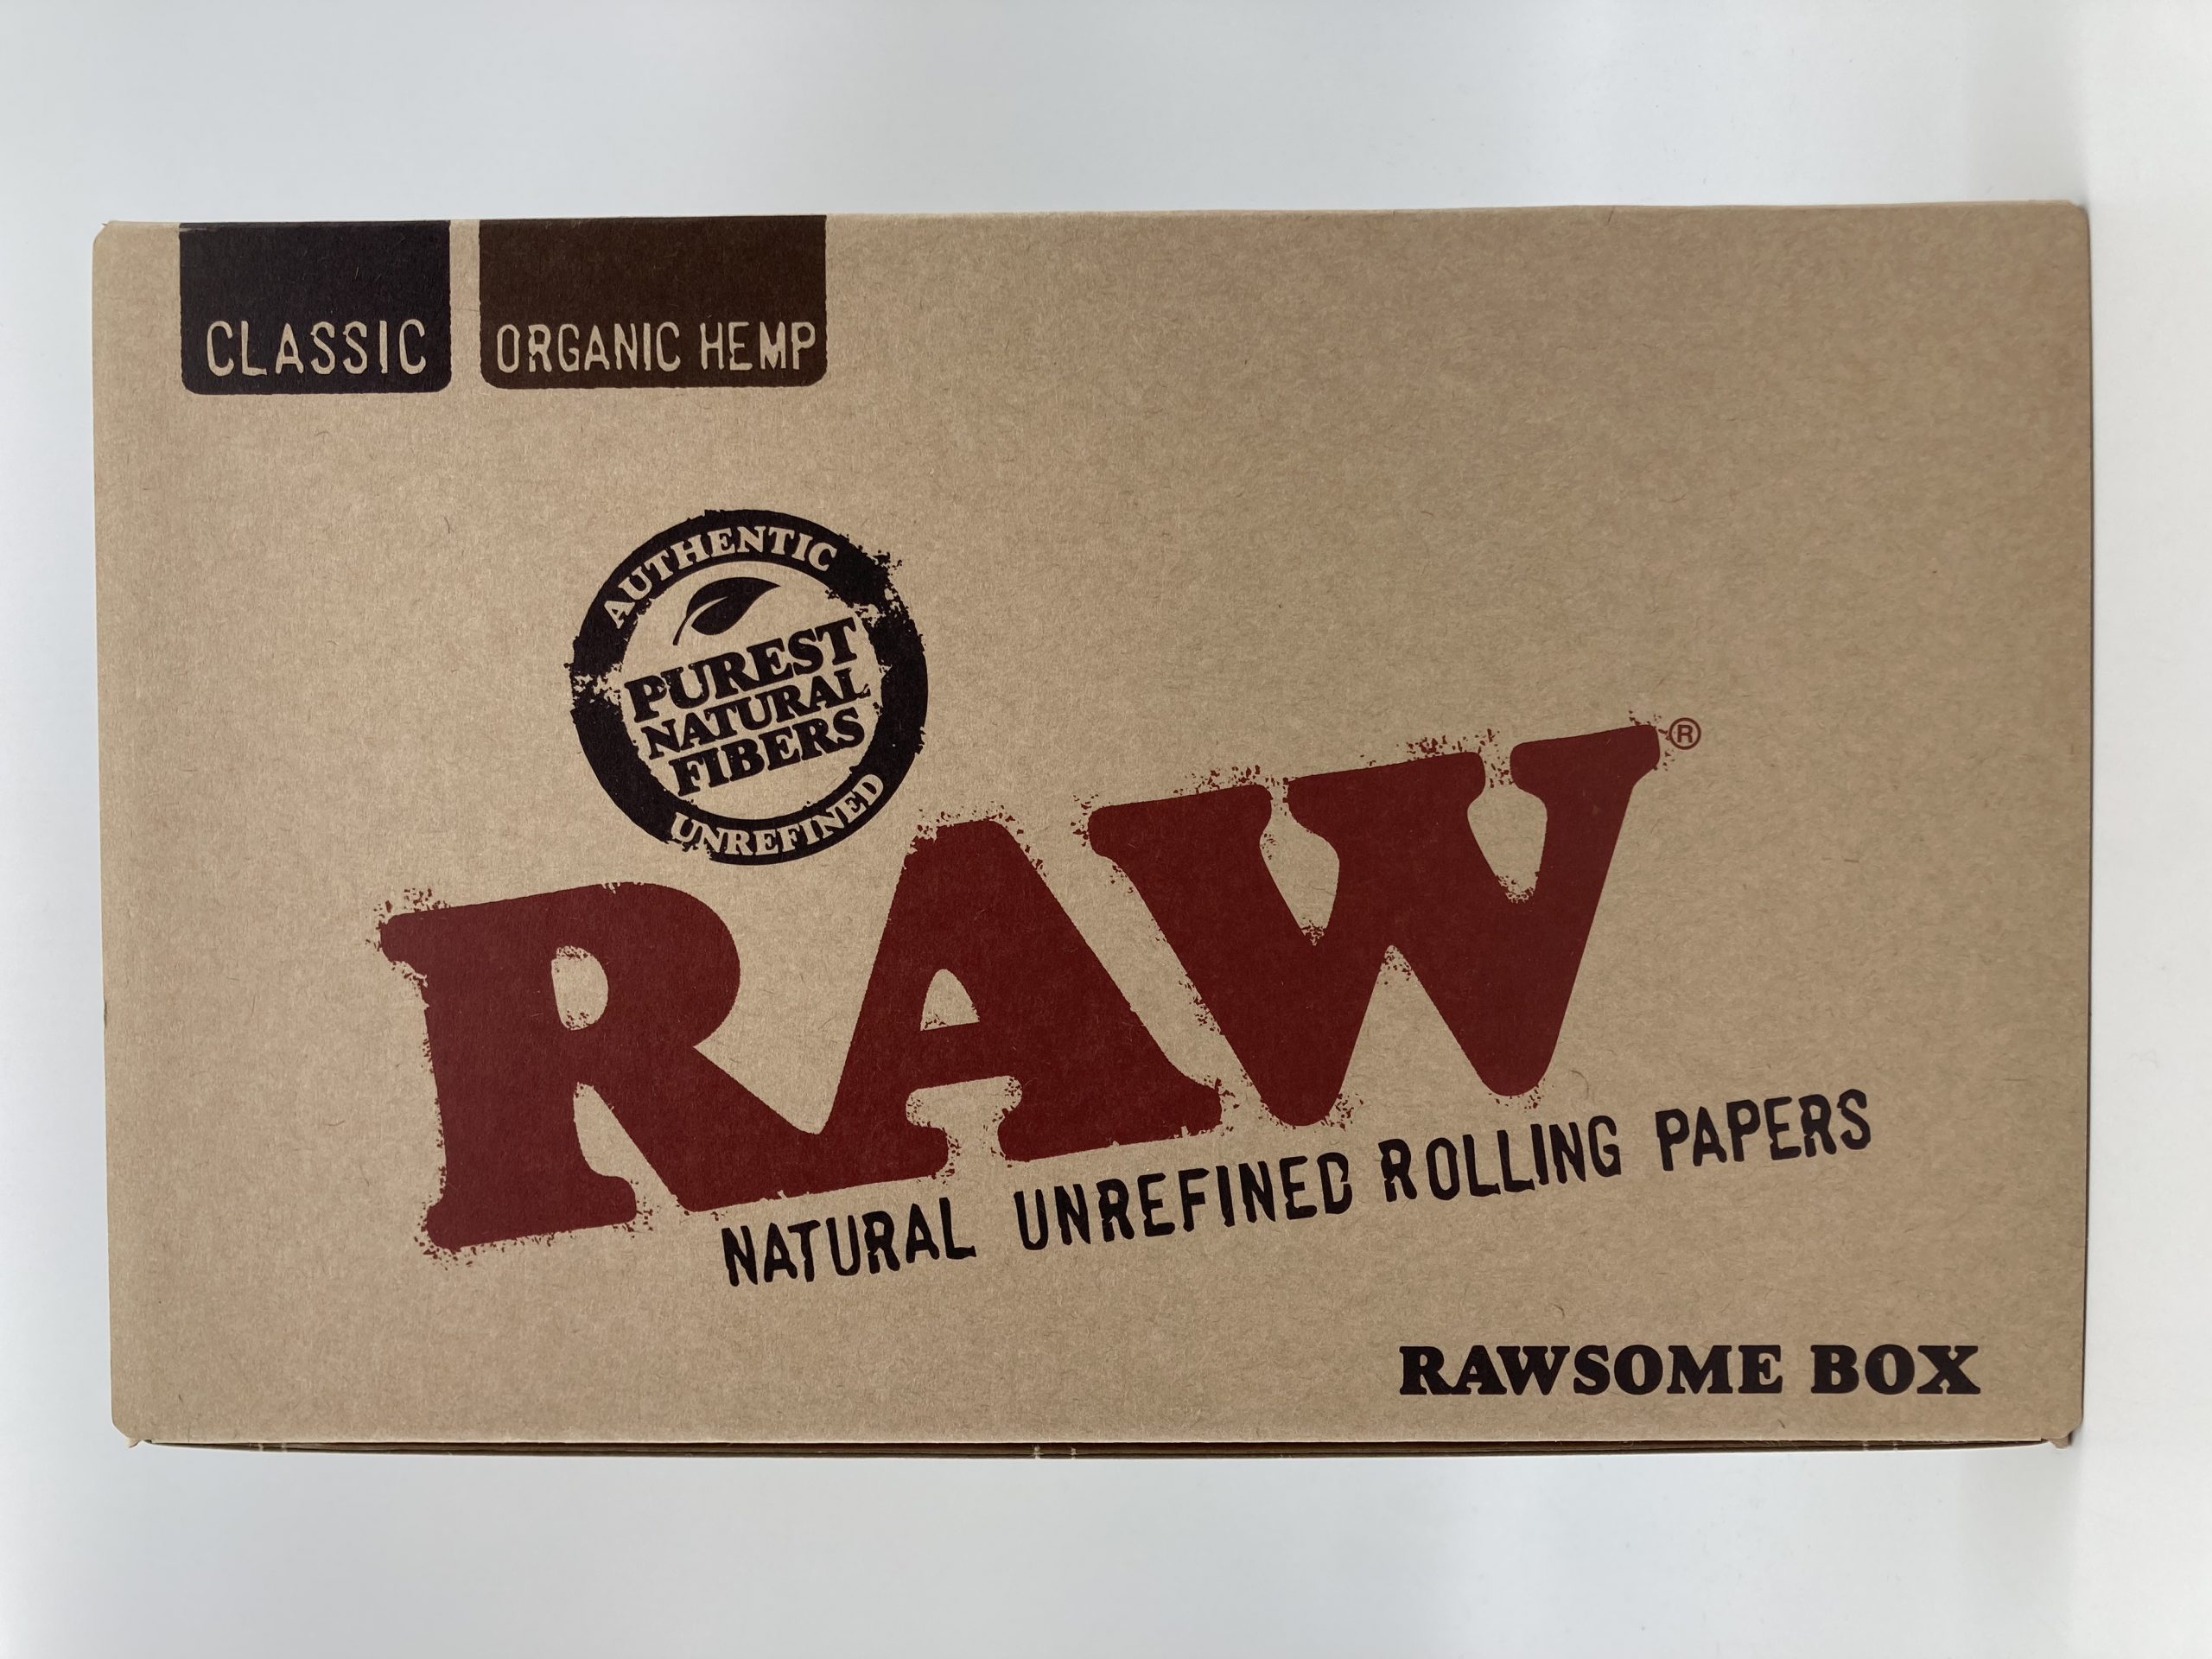 CLASSIC
ORGANIC HEMP
AUTHENTIC
PUREST
NATURAL
FIBERS
UNREFINED
RAW®
NATURAL UNREFINED ROLLING PAPERS
RAWSOME BOX